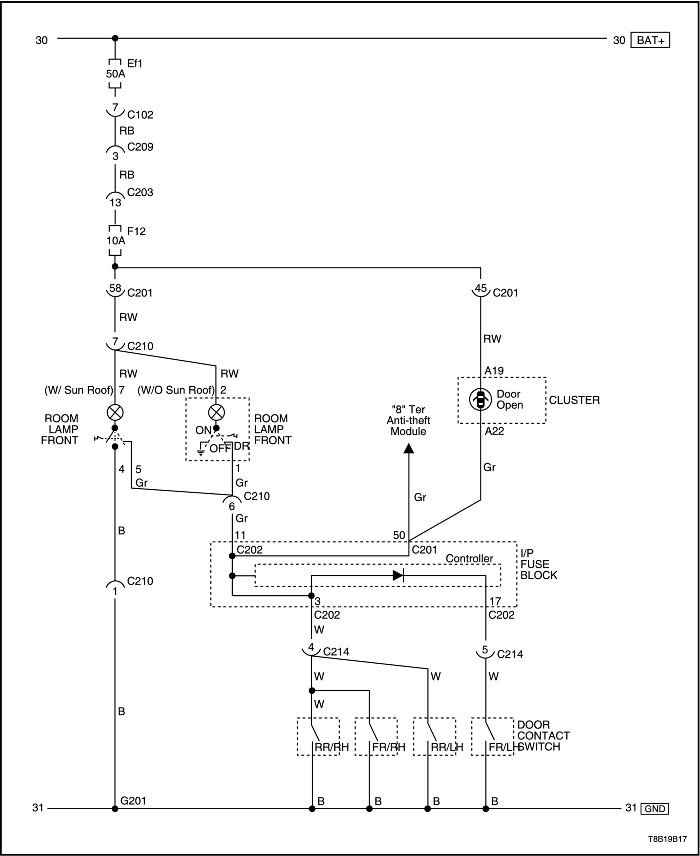 30
30 BAT+
Ef1
50A
7 C102
RB
C209
3
RB
C203
13
F12
10A
58 C201
45 C201
RW
RW
7 C210
RW
RW
A19
(W/ Sun Roof) 7
(W/O Sun Roof) 2
Door
Open
CLUSTER
"8" Ter
Anti-theft
Module
ROOM
LAMP
FRONT
ON
OFF
DR
ROOM
LAMP
FRONT
A22
4 5
Gr
1
Gr
Gr
C210
6
Gr
Gr
B
11
C202
50
C201
I/P
FUSE
BLOCK
Controller
C210
1
3
C202
17
C202
W
4 C214
5 C214
W
W
W
W
B
RR/RH
FR/RH
RR/LH
FR/LH
DOOR
CONTACT
SWITCH
31
G201
B
B
B
B
31 GND
T8B19B17